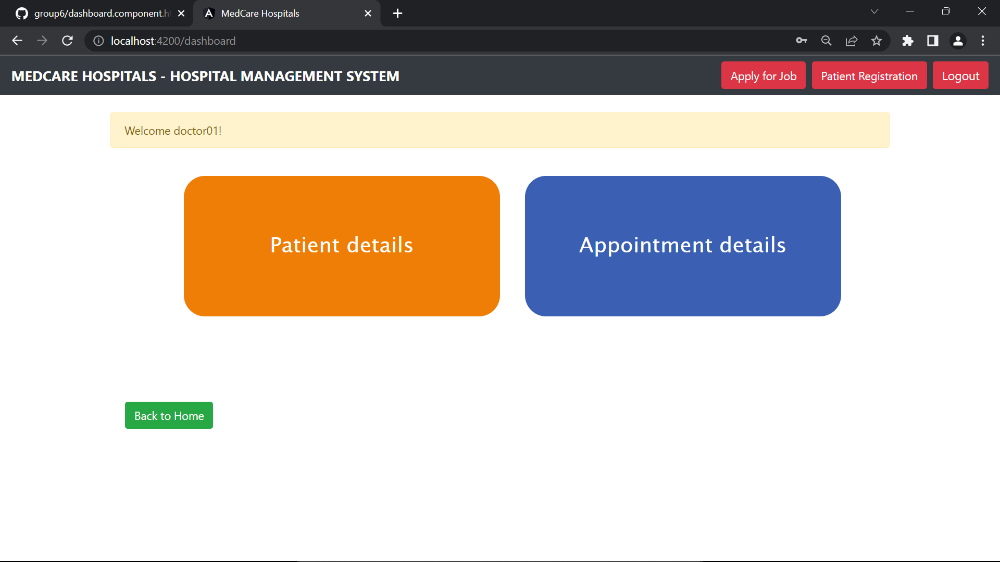 group6/dashboard.component.h
MedCare Hospitals
localhost:4200/dashboard
MEDCARE HOSPITALS - HOSPITAL MANAGEMENT SYSTEM
Apply for Job
Patient Registration
Logout
Welcome doctor01!
Patient details
Appointment details
Back to Home